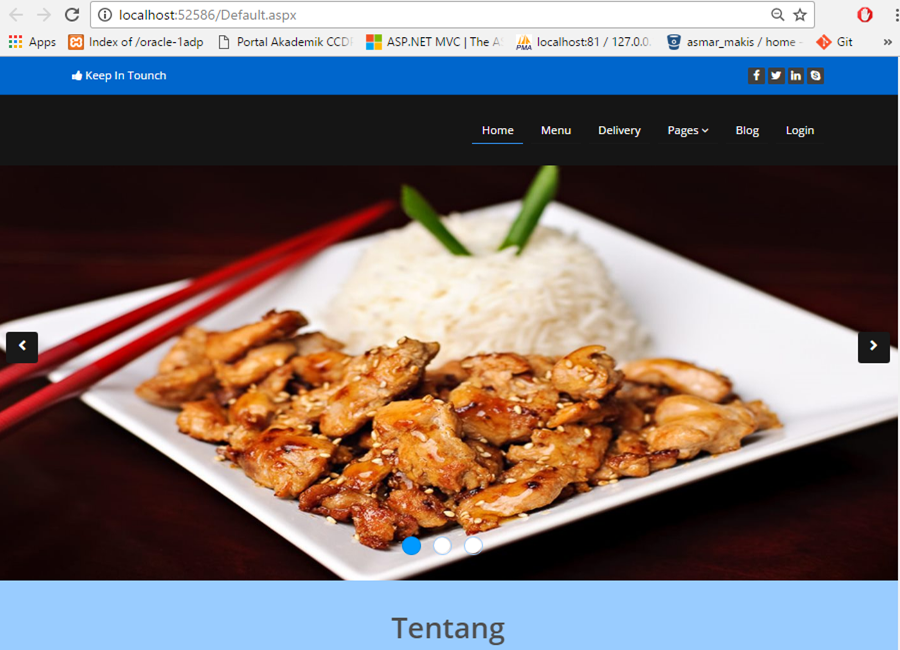 localhost:52586/Default.aspx
Apps Index of /oracle-1adp Portal Akademik CCD ASP.NET MVC | The localhost:81 / 127.0.0. asmar_makis / home - Git »
Keep In Tounch
Home Menu Delivery Pages Blog Login
Tentang